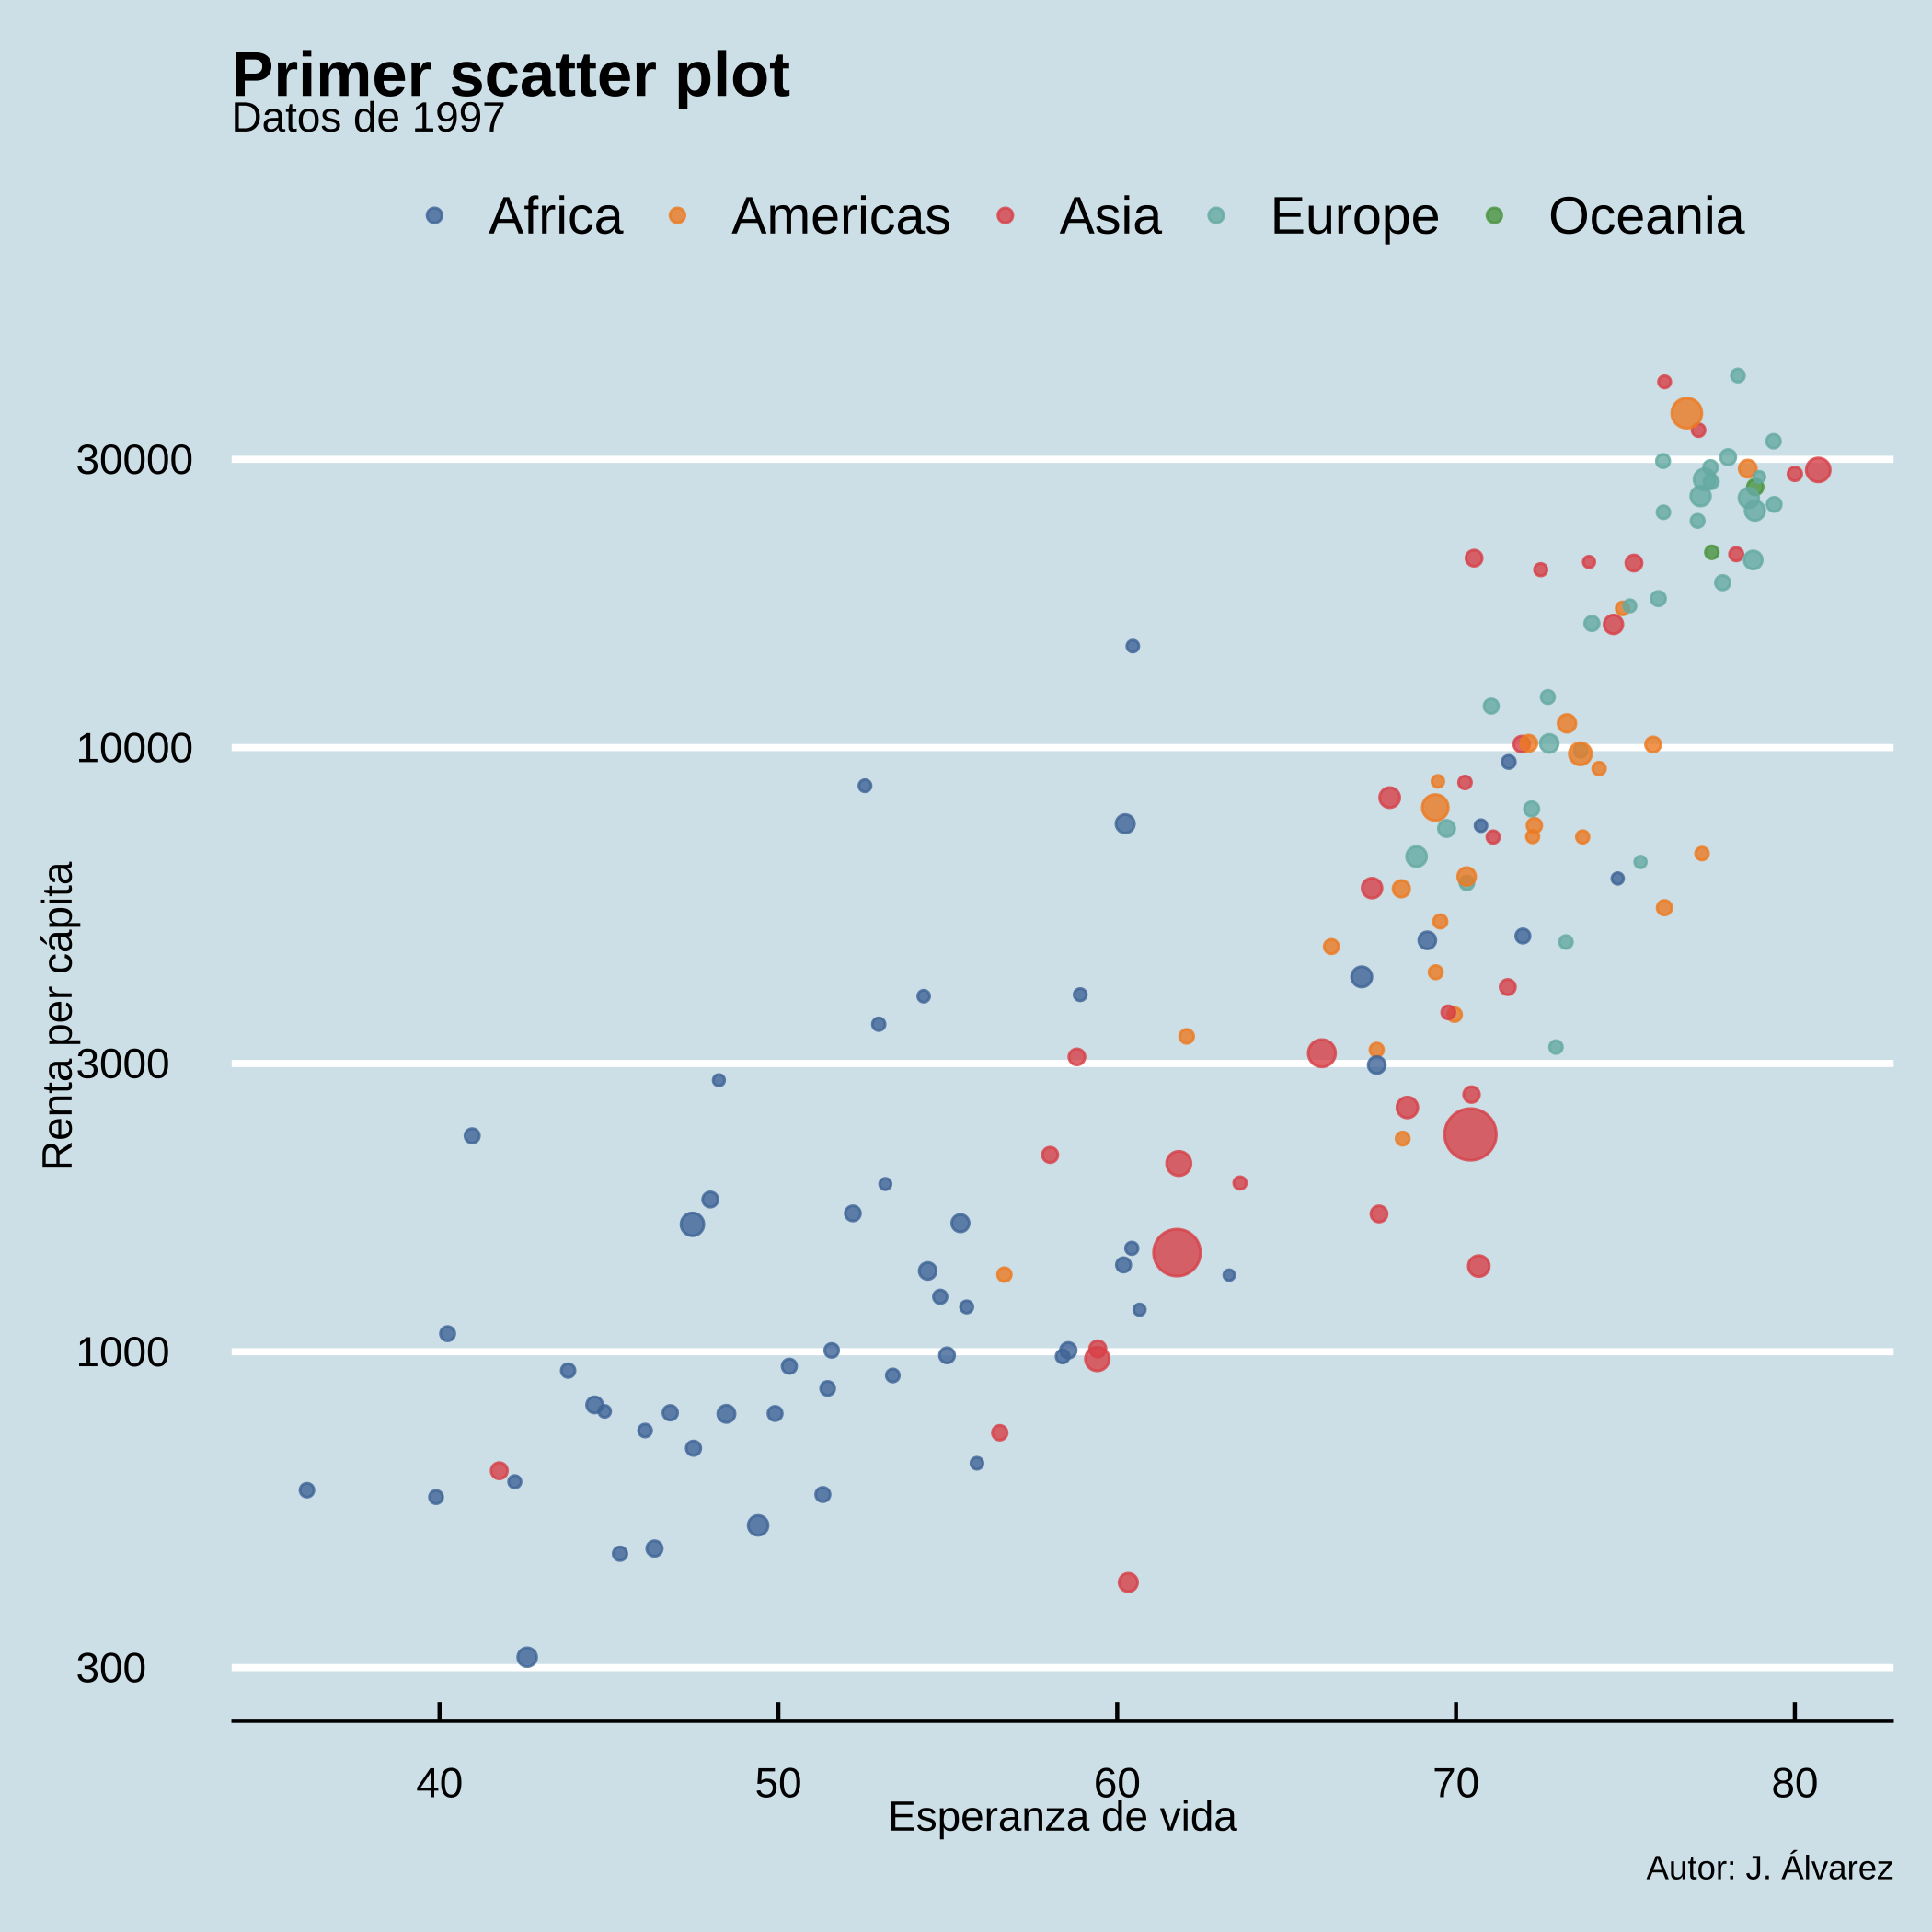 Primer scatter plot
Datos de 1997
Africa Americas Asia Europe Oceania
30000
10000
3000
1000
300
Renta per cápita
40 50 60 70 80
Esperanza de vida
Autor: J. Álvarez